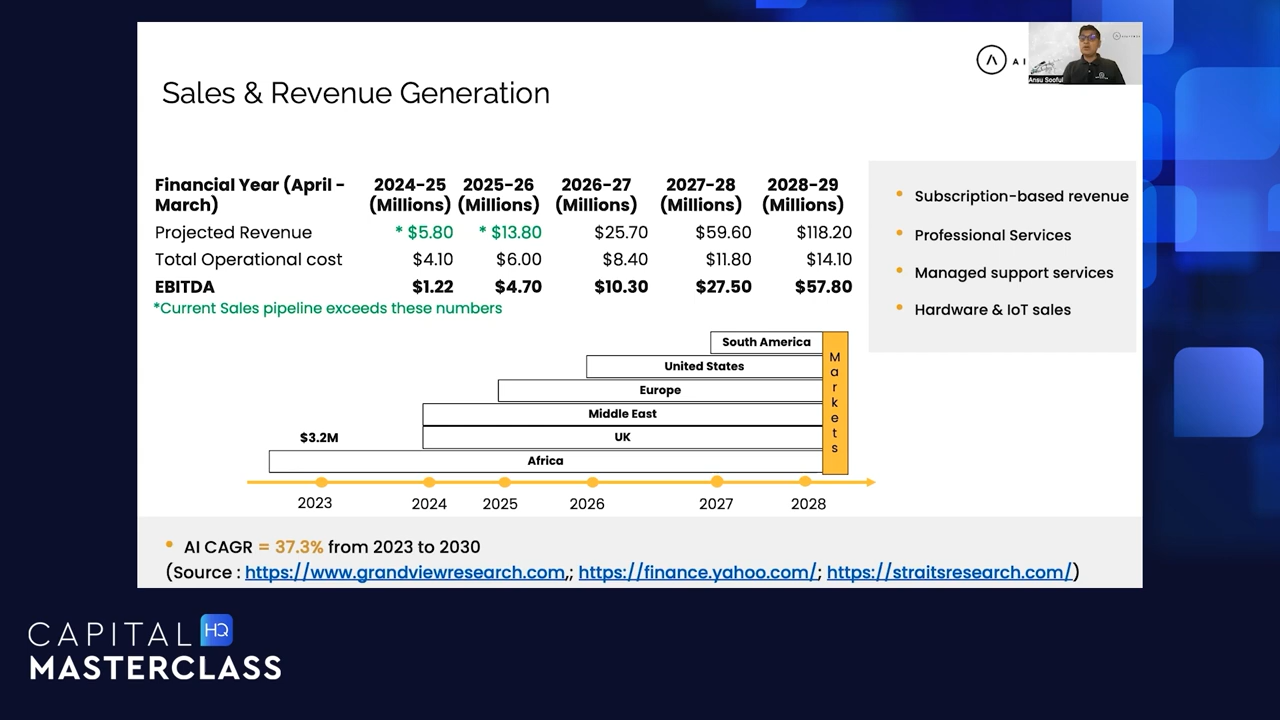 AI
Ansu Sooful
Sales & Revenue Generation
Financial Year (April - March) 2024-25 (Millions) 2025-26 (Millions) 2026-27 (Millions) 2027-28 (Millions) 2028-29 (Millions)
Projected Revenue * $5.80 * $13.80 $25.70 $59.60 $118.20
Total Operational cost $4.10 $6.00 $8.40 $11.80 $14.10
EBITDA $1.22 $4.70 $10.30 $27.50 $57.80
*Current Sales pipeline exceeds these numbers
• Subscription-based revenue
• Professional Services
• Managed support services
• Hardware & IoT sales
South America
United States
Europe
Middle East
$3.2M
UK
Africa
Markets
2023 2024 2025 2026 2027 2028
• AI CAGR = 37.3% from 2023 to 2030
(Source : https://www.grandviewresearch.com,; https://finance.yahoo.com/; https://straitsresearch.com/)
CAPITAL HQ
MASTERCLASS